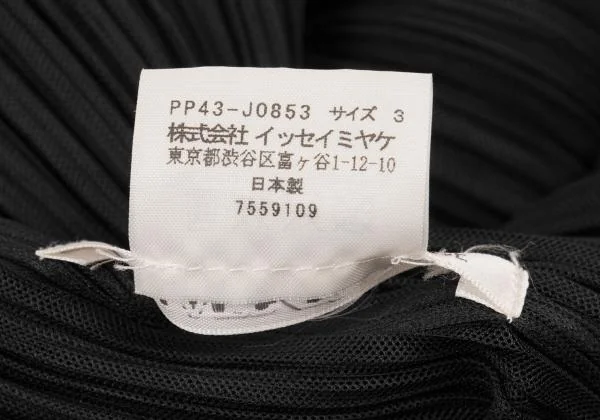 PP43-J0853 サイズ 3
株式会社 イッセイミヤケ
東京都渋谷区富ヶ谷1-12-10
日本製
7559109